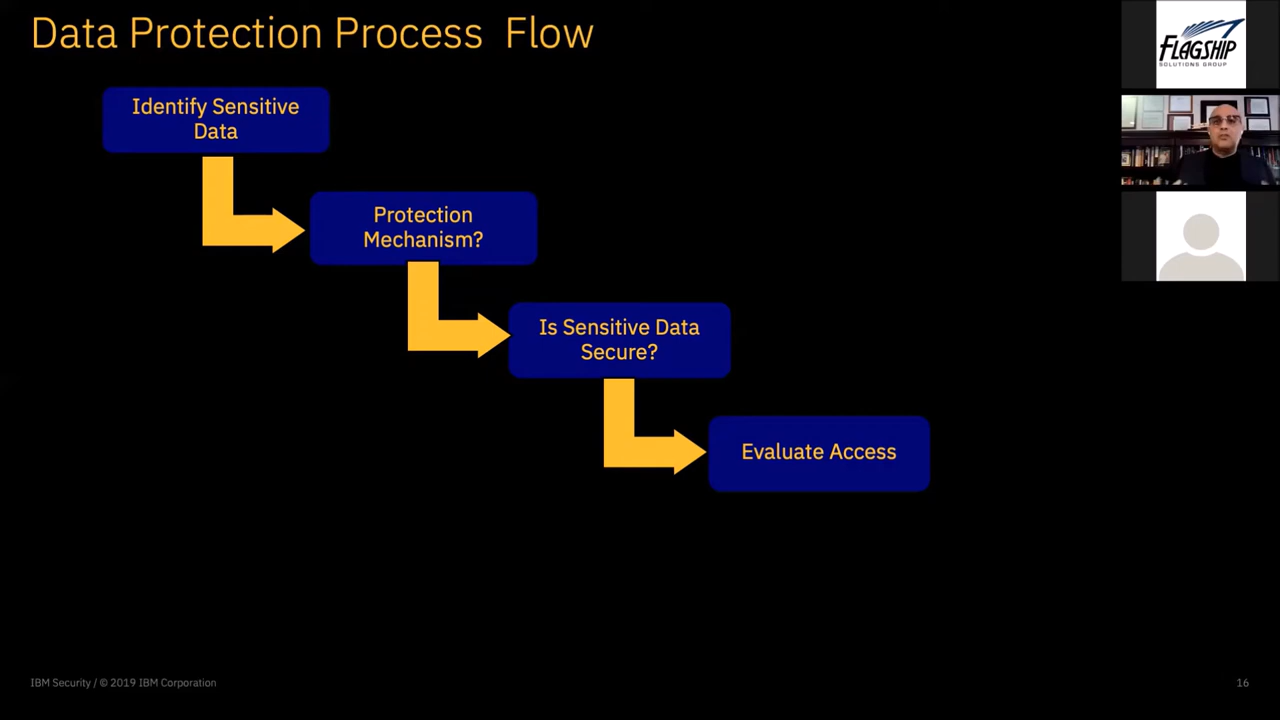 Data Protection Process Flow
FLAGSHIP
SOLUTIONS GROUP
Identify Sensitive
Data
Protection
Mechanism?
Is Sensitive Data
Secure?
Evaluate Access
IBM Security / © 2019 IBM Corporation
16